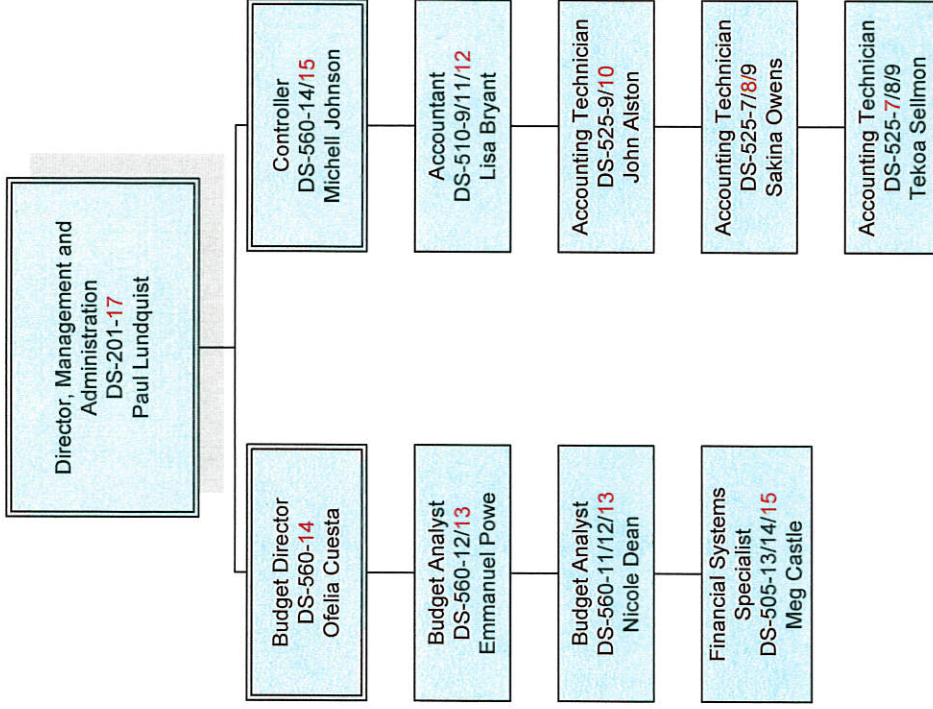 Director, Management and
Administration
DS-201-17
Paul Lundquist
Budget Director
DS-560-14
Ofelia Cuesta
Budget Analyst
DS-560-12/13
Emmanuel Powe
Budget Analyst
DS-560-11/12/13
Nicole Dean
Financial Systems
Specialist
DS-505-13/14/15
Meg Castle
Controller
DS-560-14/15
Michell Johnson
Accountant
DS-510-9/11/12
Lisa Bryant
Accounting Technician
DS-525-9/10
John Alston
Accounting Technician
DS-525-7/8/9
Sakina Owens
Accounting Technician
DS-525-7/8/9
Tekoa Sellmon